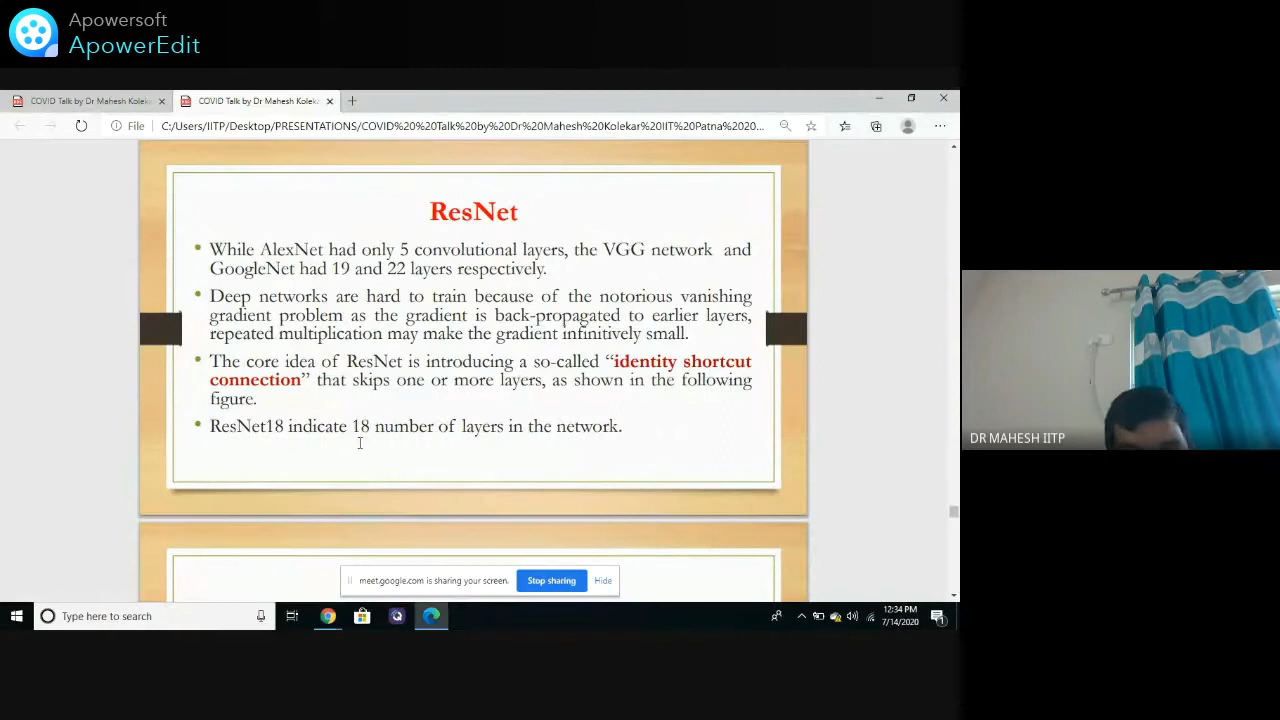 Apowersoft
ApowerEdit
COVID Talk by Dr Mahesh Koleka
COVID Talk by Dr Mahesh Koleka
File
C:/Users/IITP/Desktop/PRESENTATIONS/COVID%20%20Talk%20by%20Dr%20Mahesh%20Kolekar%20IIT%20Patna%2020...
ResNet
• While AlexNet had only 5 convolutional layers, the VGG network and
GoogleNet had 19 and 22 layers respectively.
• Deep networks are hard to train because of the notorious vanishing
gradient problem as the gradient is back-propagated to earlier layers,
repeated multiplication may make the gradient infinitively small.
• The core idea of ResNet is introducing a so-called “identity shortcut
connection” that skips one or more layers, as shown in the following
figure.
• ResNet18 indicate 18 number of layers in the network.
DR MAHESH IITP
meet.google.com is sharing your screen.
Stop sharing
Hide
Type here to search
12:34 PM
7/14/2020
1